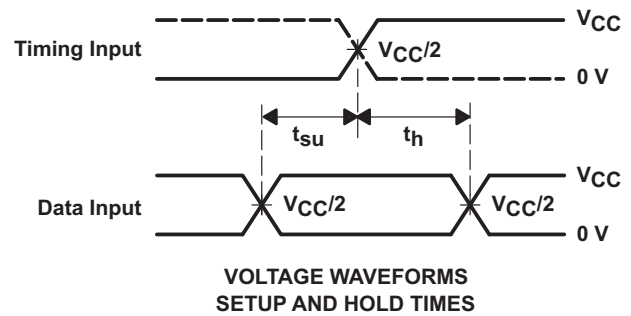 Timing Input
VCC
VCC/2
0 V
tsu
th
Data Input
VCC
VCC/2
VCC/2
0 V
VOLTAGE WAVEFORMS
SETUP AND HOLD TIMES